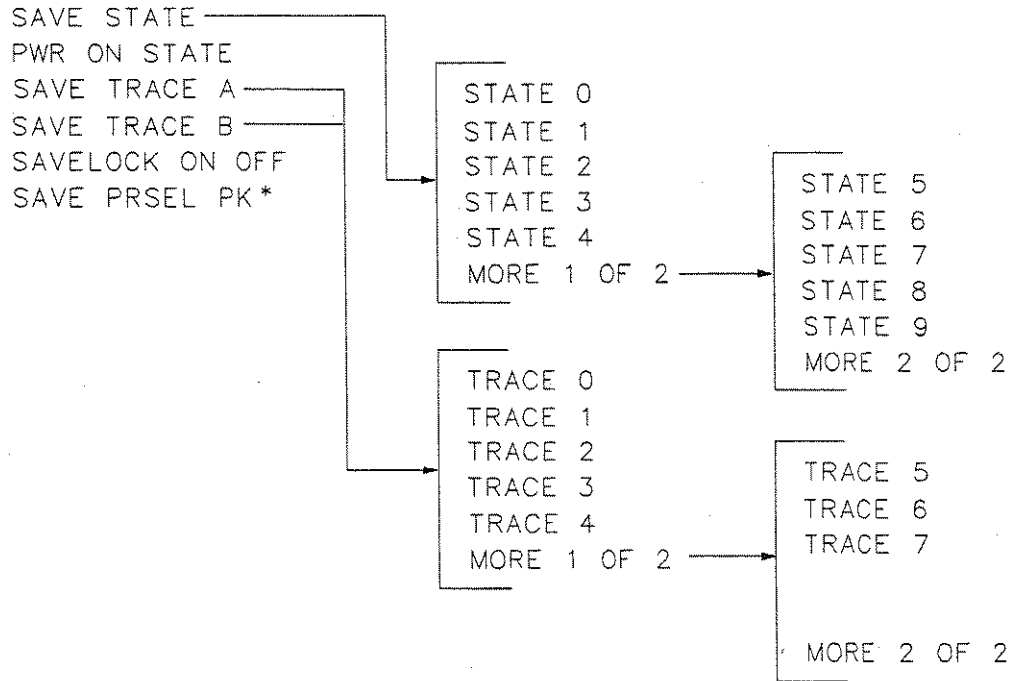 SAVE STATE
PWR ON STATE
SAVE TRACE A
SAVE TRACE B
SAVELOCK ON OFF
SAVE PRSEL PK*
STATE 0
STATE 1
STATE 2
STATE 3
STATE 4
MORE 1 OF 2
STATE 5
STATE 6
STATE 7
STATE 8
STATE 9
MORE 2 OF 2
TRACE 0
TRACE 1
TRACE 2
TRACE 3
TRACE 4
MORE 1 OF 2
TRACE 5
TRACE 6
TRACE 7
MORE 2 OF 2